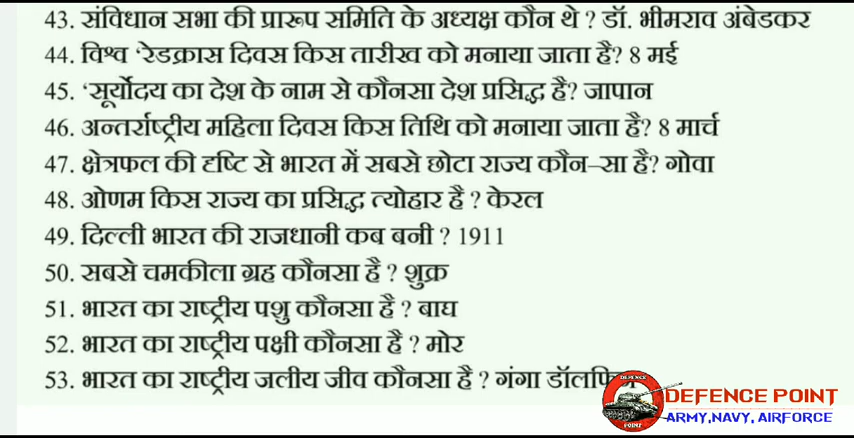 43. संविधान सभा की प्रारूप समिति के अध्यक्ष कौन थे ? डॉ. भीमराव अंबेडकर
44. विश्व ‘रेडक्रास दिवस किस तारीख को मनाया जाता है? 8 मई
45. ‘सूर्योदय का देश के नाम से कौनसा देश प्रसिद्ध है? जापान
46. अन्तर्राष्ट्रीय महिला दिवस किस तिथि को मनाया जाता है? 8 मार्च
47. क्षेत्रफल की दृष्टि से भारत में सबसे छोटा राज्य कौन–सा है? गोवा
48. ओणम किस राज्य का प्रसिद्ध त्योहार है ? केरल
49. दिल्ली भारत की राजधानी कब बनी ? 1911
50. सबसे चमकीला ग्रह कौनसा है ? शुक्र
51. भारत का राष्ट्रीय पशु कौनसा है ? बाघ
52. भारत का राष्ट्रीय पक्षी कौनसा है ? मोर
53. भारत का राष्ट्रीय जलीय जीव कौनसा है ? गंगा
DEFENCE
POINT
DEFENCE POINT
ARMY,NAVY, AIRFORCE